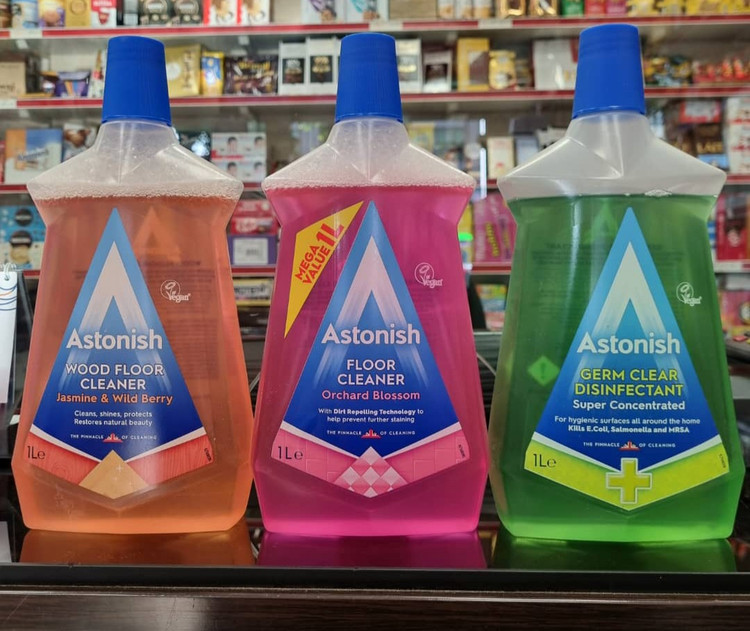 Vegan
Astonish
WOOD FLOOR
CLEANER
Jasmine & Wild Berry
Cleans, shines, protects
Restores natural beauty
THE PINNACLE OF CLEANING
1Le
MEGA
VALUE 1L
Vegan
Astonish
FLOOR
CLEANER
Orchard Blossom
With Dirt Repelling Technology to
help prevent further staining
THE PINNACLE OF CLEANING
1Le
Vegan
Astonish
GERM CLEAR
DISINFECTANT
Super Concentrated
For hygienic surfaces all around the home
Kills E.Coli, Salmonella and MRSA
THE PINNACLE OF CLEANING
1Le